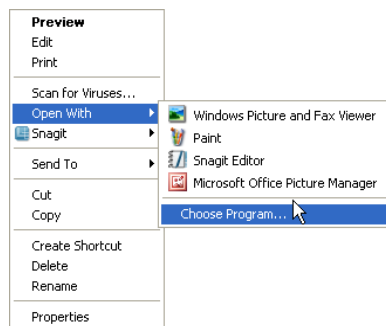 Preview
Edit
Print
Scan for Viruses...
Open With
Snagit
Send To
Cut
Copy
Create Shortcut
Delete
Rename
Properties
Windows Picture and Fax Viewer
Paint
Snagit Editor
Microsoft Office Picture Manager
Choose Program...